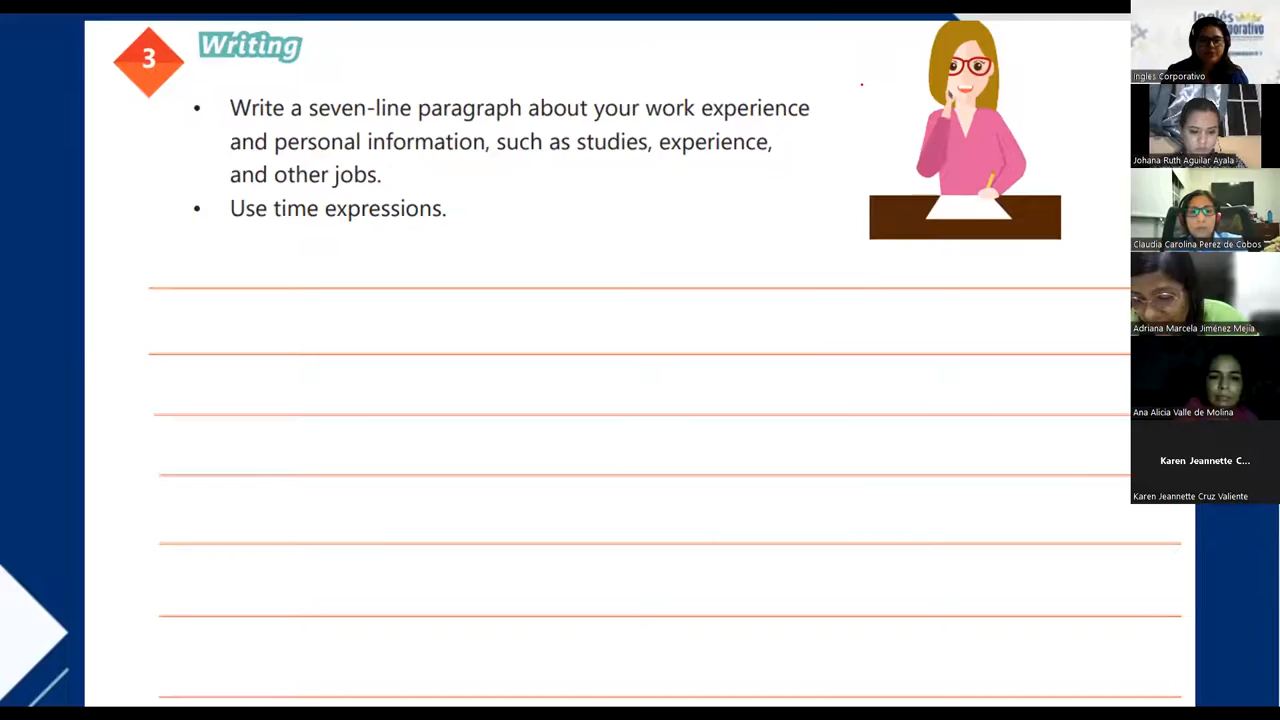 3
Writing
• Write a seven-line paragraph about your work experience
and personal information, such as studies, experience,
and other jobs.
• Use time expressions.
Inglés
Ingles Corporativo
Johana Ruth Aguilar Ayala
Claudia Carolina Perez de Cobos
Adriana Marcela Jiménez Mejía
Ana Alicia Valle de Molina
Karen Jeannette C...
Karen Jeannette Cruz Valiente